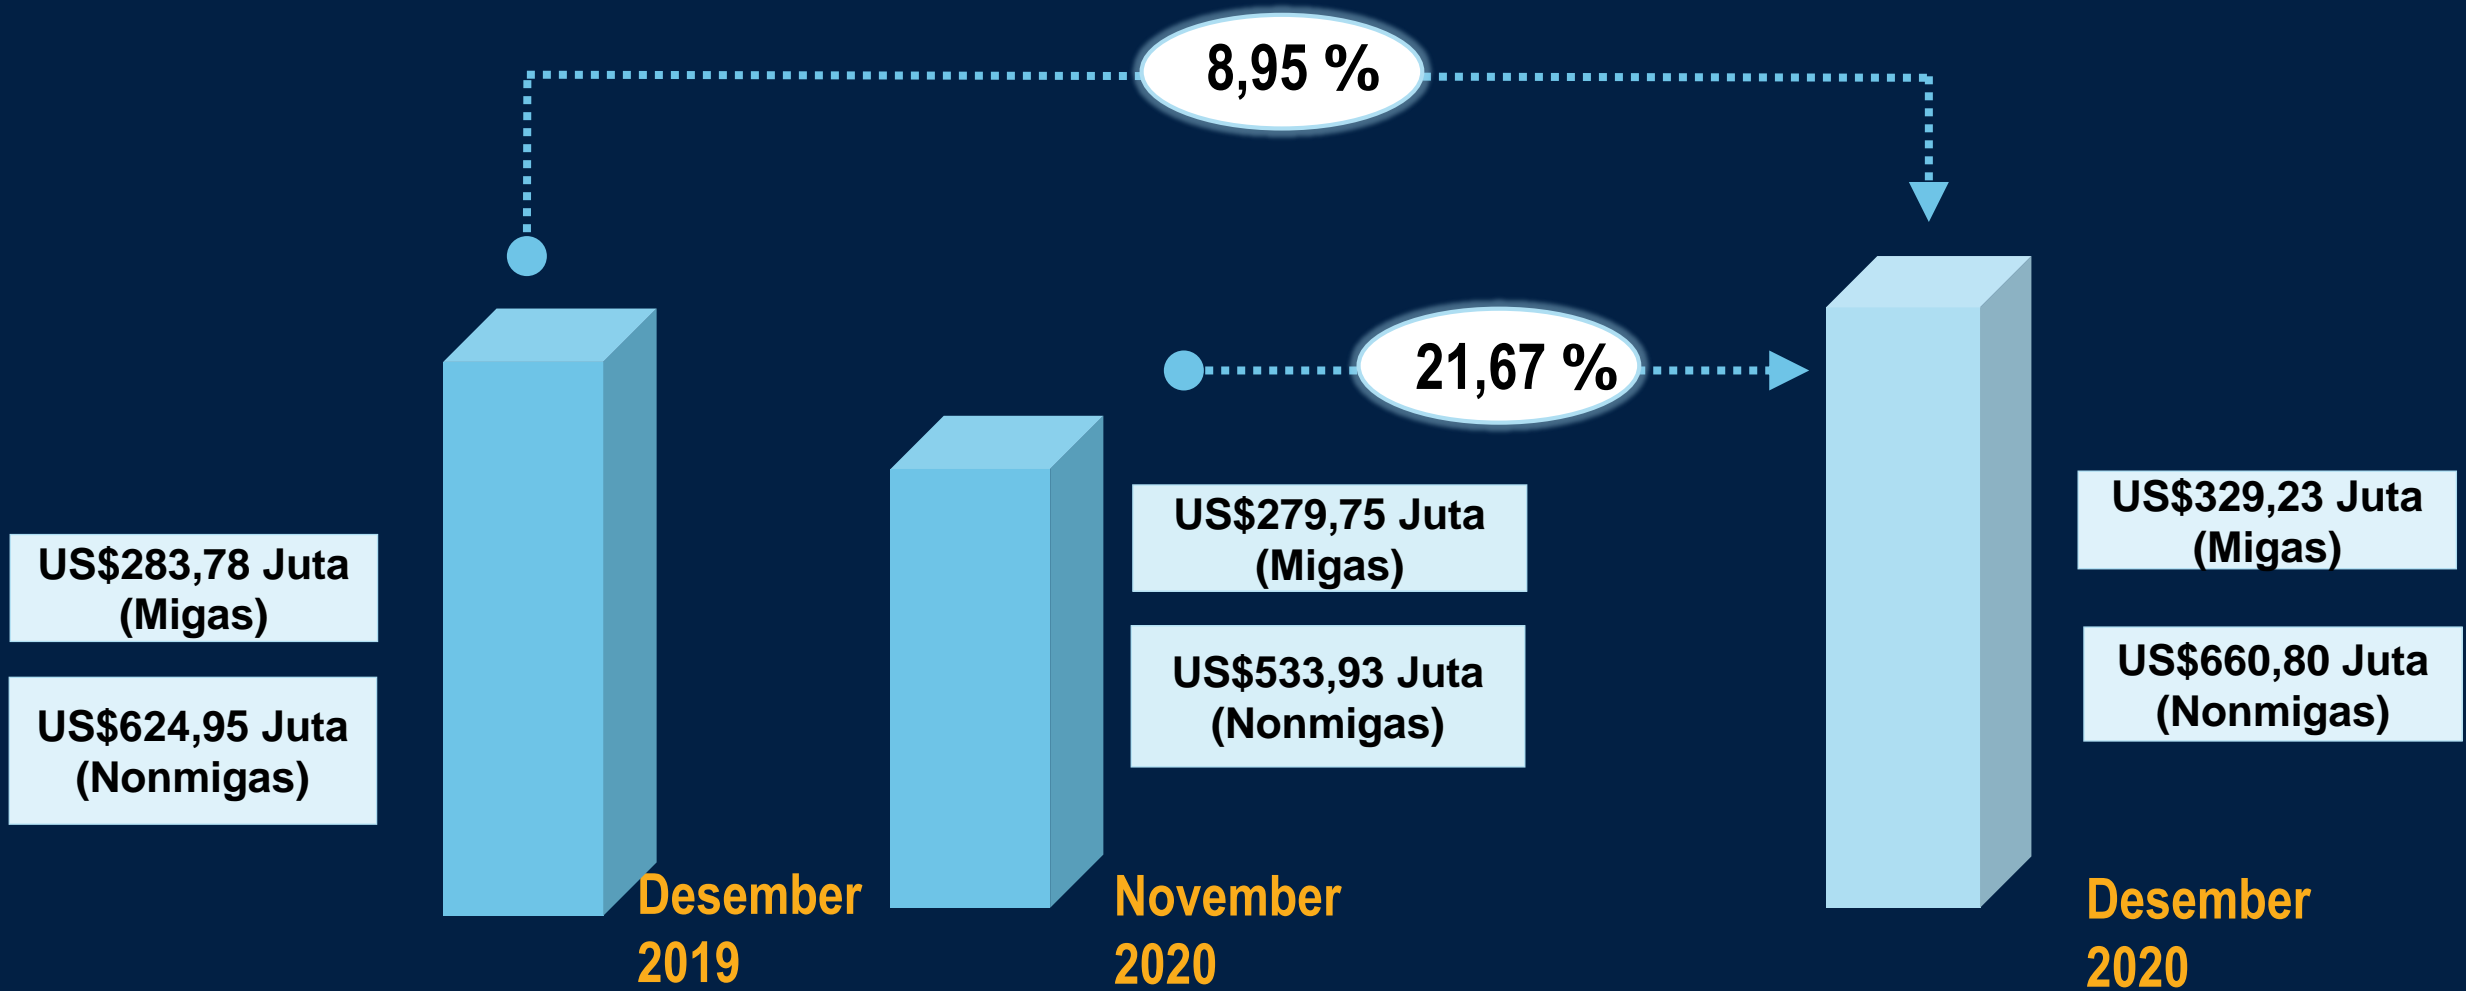 8,95 %
21,67 %
US$283,78 Juta
(Migas)
US$624,95 Juta
(Nonmigas)
Desember
2019
US$279,75 Juta
(Migas)
US$533,93 Juta
(Nonmigas)
November
2020
US$329,23 Juta
(Migas)
US$660,80 Juta
(Nonmigas)
Desember
2020